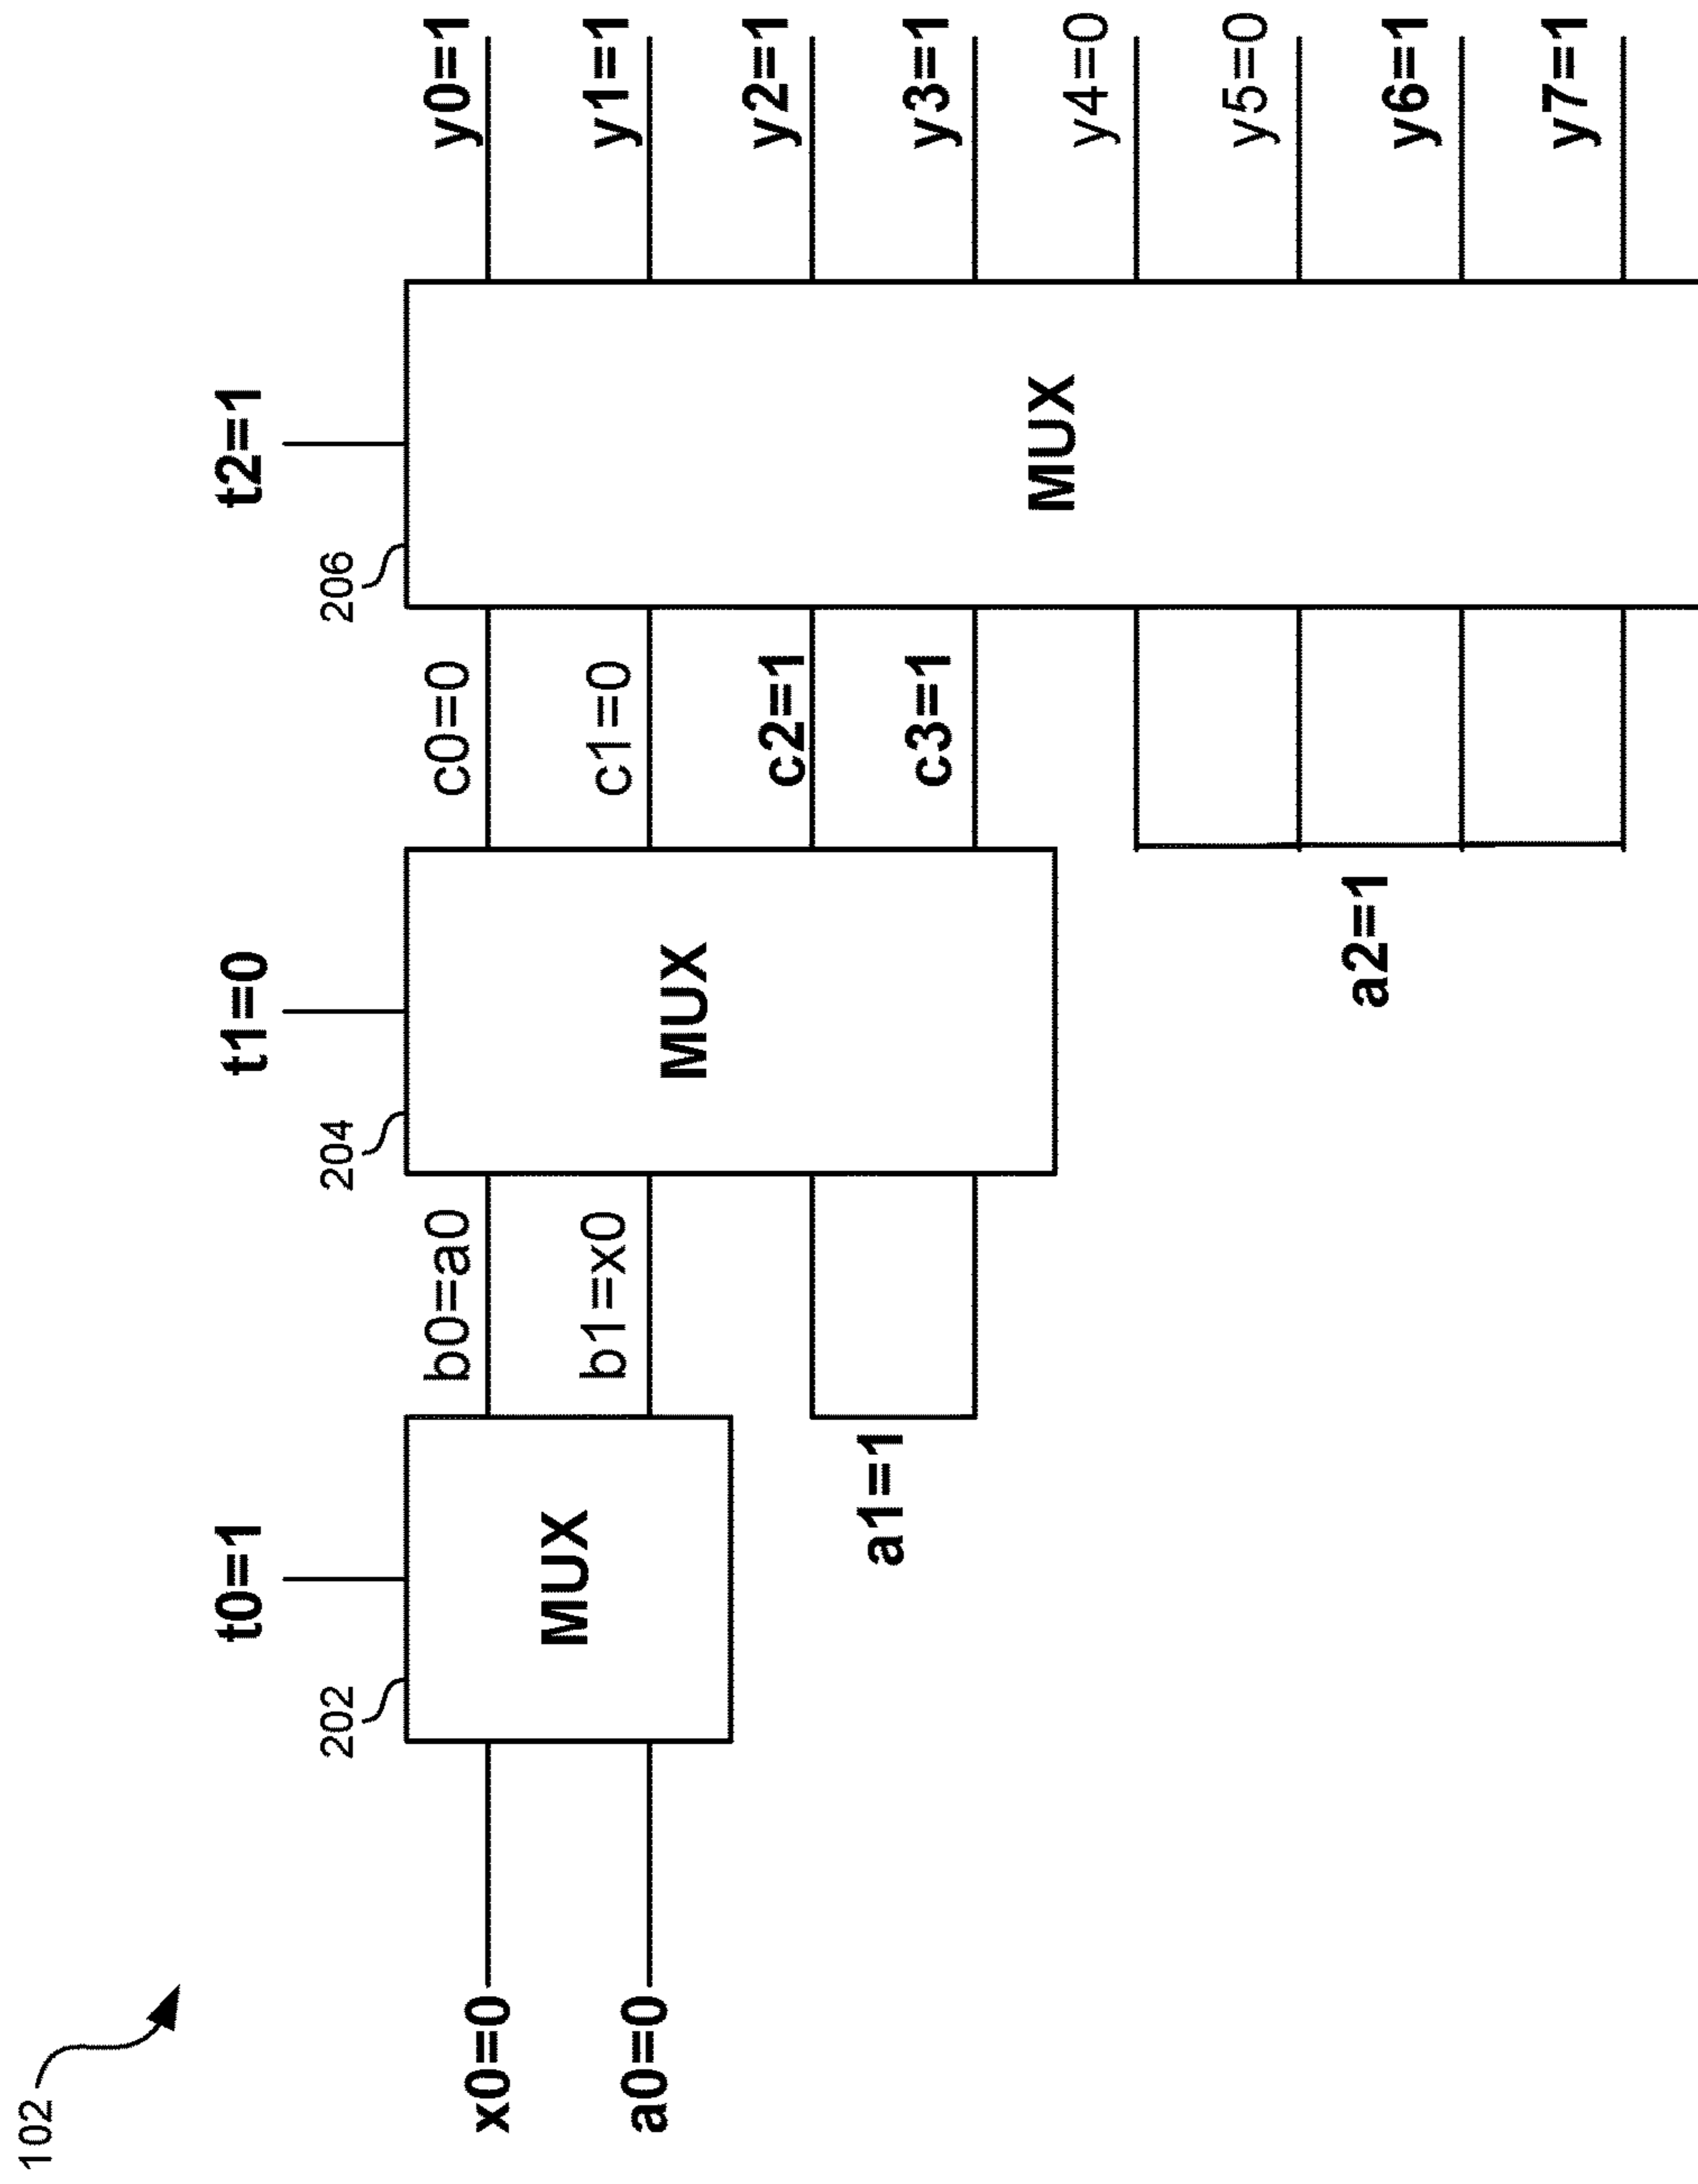 102
x0=0
a0=0
202
t0=1
MUX
b0=a0
b1=x0
a1=1
204
t1=0
MUX
c0=0
c1=0
c2=1
c3=1
a2=1
206
t2=1
MUX
y0=1
y1=1
y2=1
y3=1
y4=0
y5=0
y6=1
y7=1